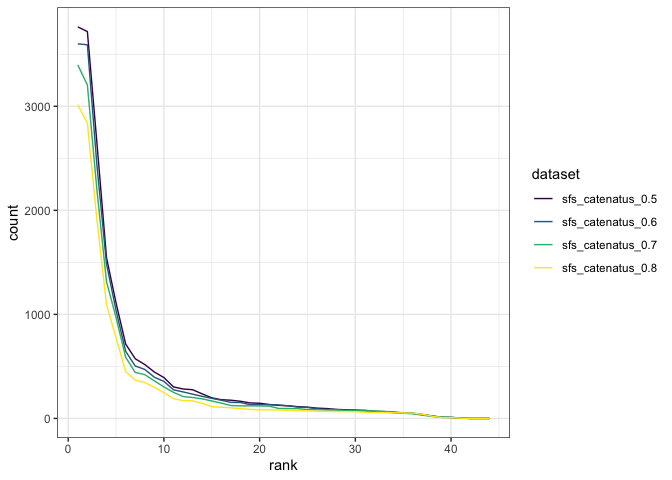 3000
2000
1000
0
count
0
10
20
30
40
rank
dataset
sfs_catenatus_0.5
sfs_catenatus_0.6
sfs_catenatus_0.7
sfs_catenatus_0.8